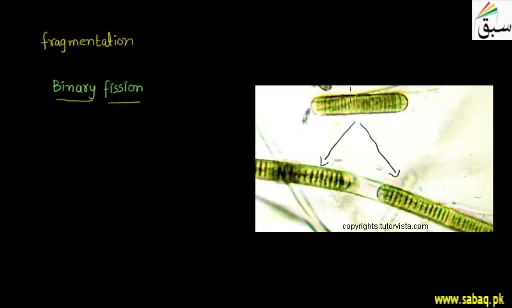 سبق
fragmentation
Binary fission
copyrights.tutorvista.com
www.sabaq.pk